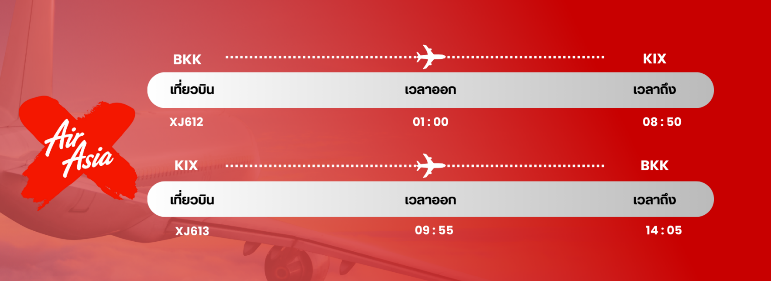 BKK KIX
เที่ยวบิน เวลาออก เวลาถึง
XJ612 01 : 00 08 : 50
Air
Asia
KIX BKK
เที่ยวบิน เวลาออก เวลาถึง
XJ613 09 : 55 14 : 05